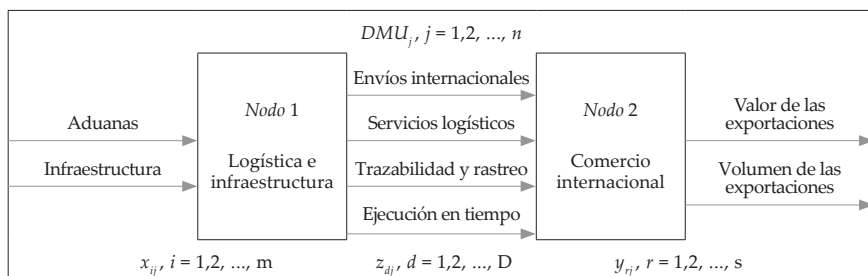 DMU_j, j = 1,2, ..., n
Aduanas
Infraestructura
Nodo 1
Logística e
infraestructura
Envíos internacionales
Servicios logísticos
Trazabilidad y rastreo
Ejecución en tiempo
Nodo 2
Comercio
internacional
Valor de las
exportaciones
Volumen de las
exportaciones
x_ij, i = 1,2, ..., m
z_dj, d = 1,2, ..., D
y_rj, r = 1,2, ..., s